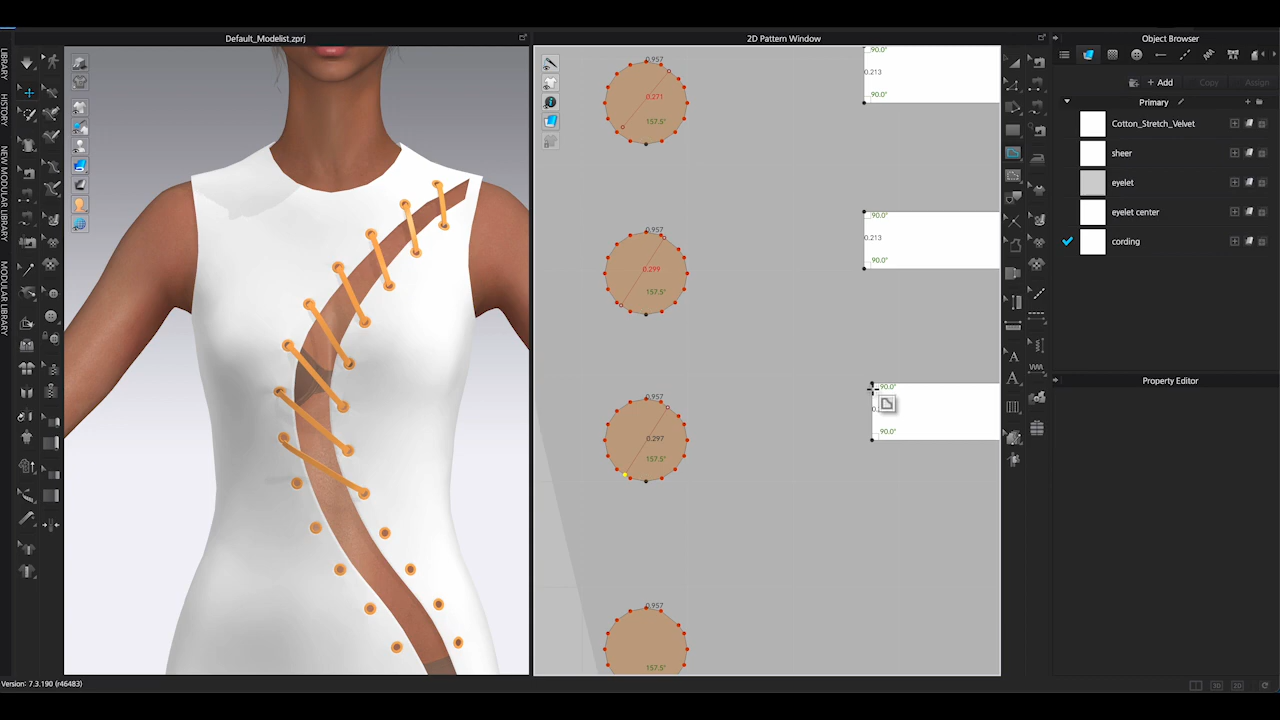 Default_Modelist.zprj
2D Pattern Window
Object Browser
LIBRARY
HISTORY
NEW MODULAR LIBRARY
MODULAR LIBRARY
+ Add
Copy
Assign
Primary
Cotton_Stretch_Velvet
sheer
eyelet
eyelet center
cording
Property Editor
0.957
0.271
157.5°
90.0°
0.213
90.0°
0.957
0.299
157.5°
90.0°
0.213
90.0°
0.957
0.297
157.5°
90.0°
90.0°
0.957
157.5°
Version: 7.3.190 (r46483)
3D
2D